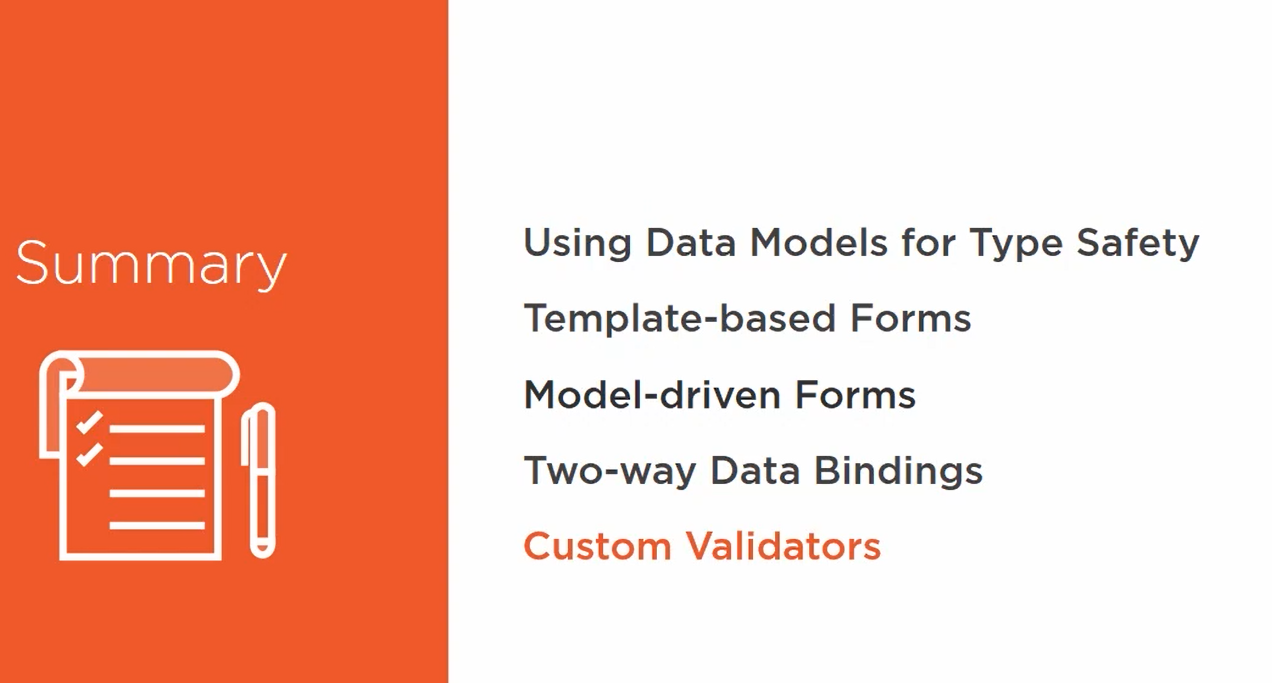 Summary
Using Data Models for Type Safety
Template-based Forms
Model-driven Forms
Two-way Data Bindings
Custom Validators